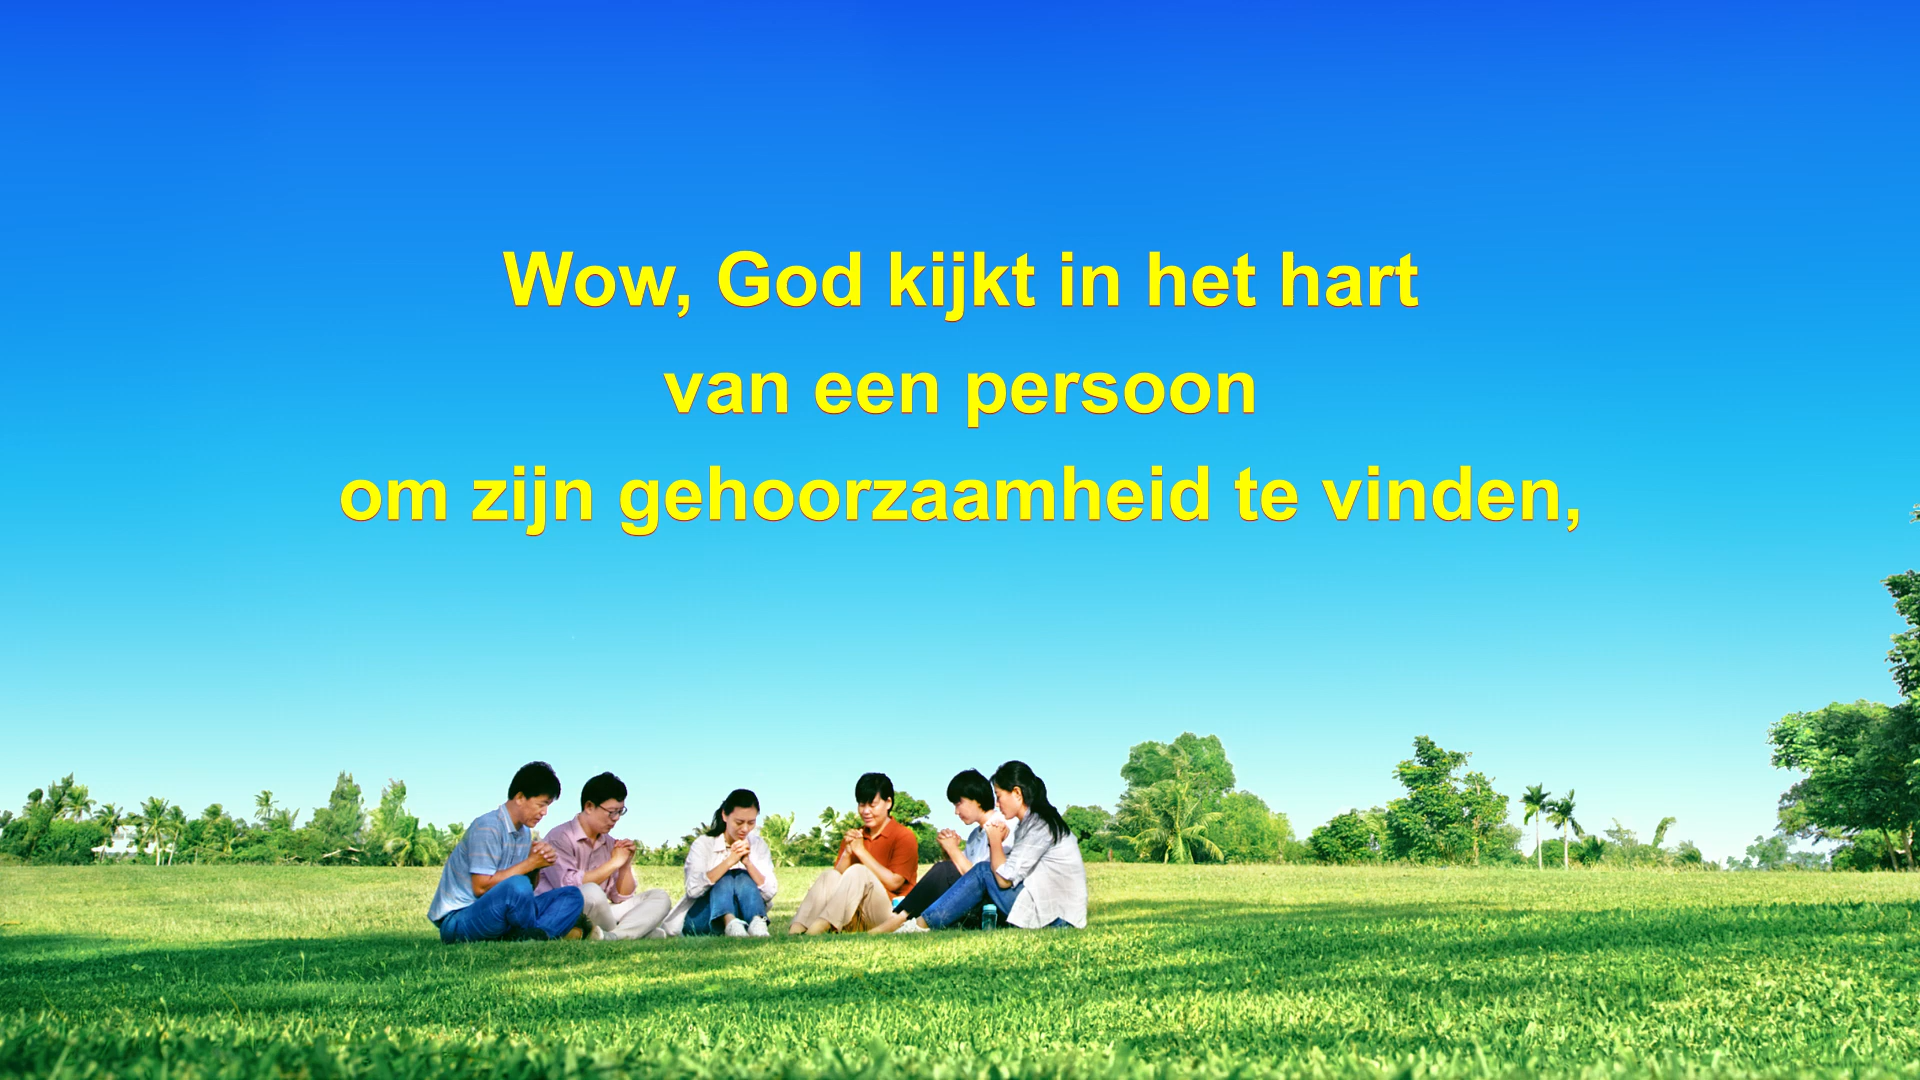 Wow, God kijkt in het hart
van een persoon
om zijn gehoorzaamheid te vinden,